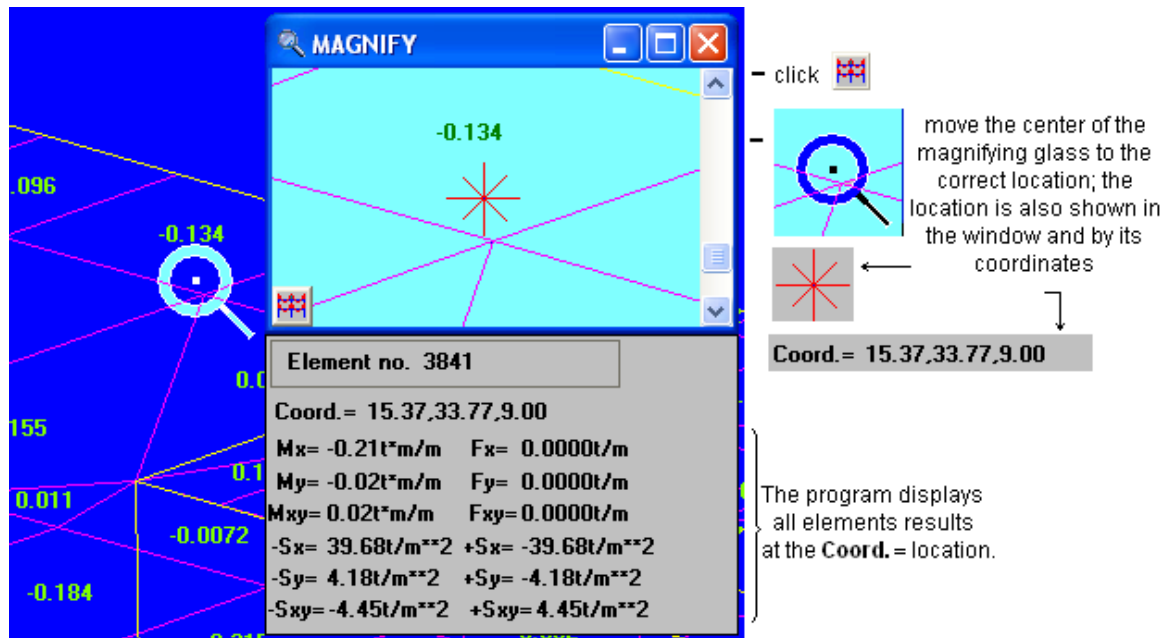 MAGNIFY
-0.134
.096
-0.134
0.0
155
0.1
0.011
-0.0072
-0.184
Element no. 3841
Coord.= 15.37,33.77,9.00
Mx= -0.21t*m/m Fx= 0.0000t/m
My= -0.02t*m/m Fy= 0.0000t/m
Mxy= 0.02t*m/m Fxy= 0.0000t/m
-Sx= 39.68t/m**2 +Sx= -39.68t/m**2
-Sy= 4.18t/m**2 +Sy= -4.18t/m**2
-Sxy= -4.45t/m**2 +Sxy= 4.45t/m**2
- click
- move the center of the
magnifying glass to the
correct location; the
location is also shown in
the window and by its
coordinates
Coord.= 15.37,33.77,9.00
The program displays
all elements results
at the Coord. = location.